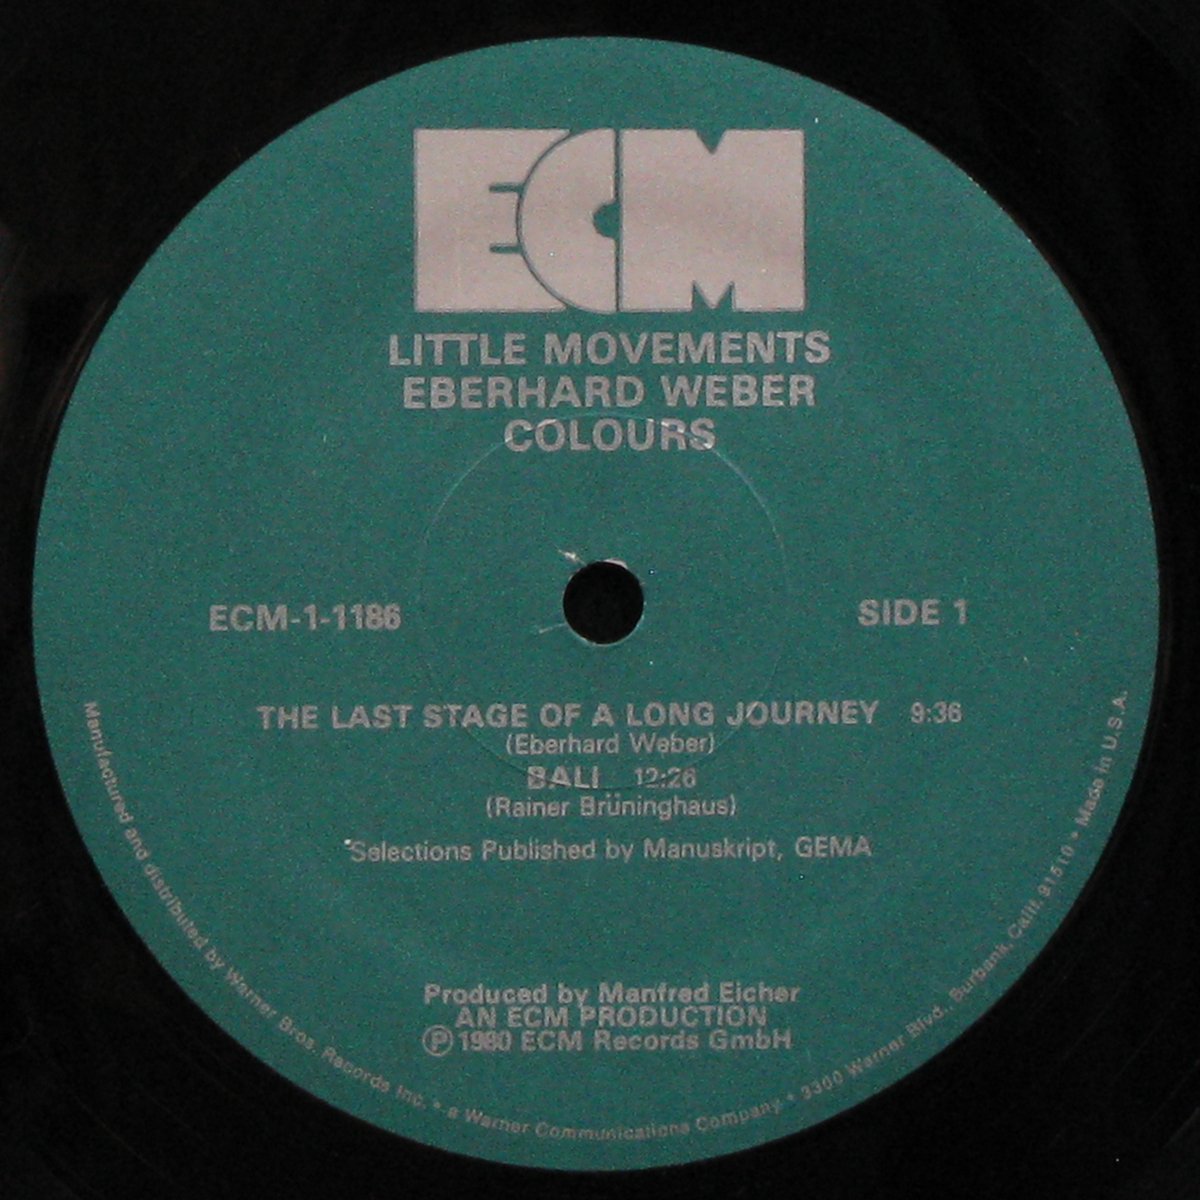 ECM
LITTLE MOVEMENTS
EBERHARD WEBER
COLOURS
ECM-1-1186
SIDE 1
THE LAST STAGE OF A LONG JOURNEY 9:36
(Eberhard Weber)
BALI 12:26
(Rainer Brüninghaus)
Selections Published by Manuskript, GEMA
Produced by Manfred Eicher
AN ECM PRODUCTION
℗ 1980 ECM Records GmbH
Manufactured and distributed by Warner Bros. Records Inc. • a Warner Communications Company • 3300 Warner Blvd., Burbank, Calif. 91510 • Made in U.S.A.